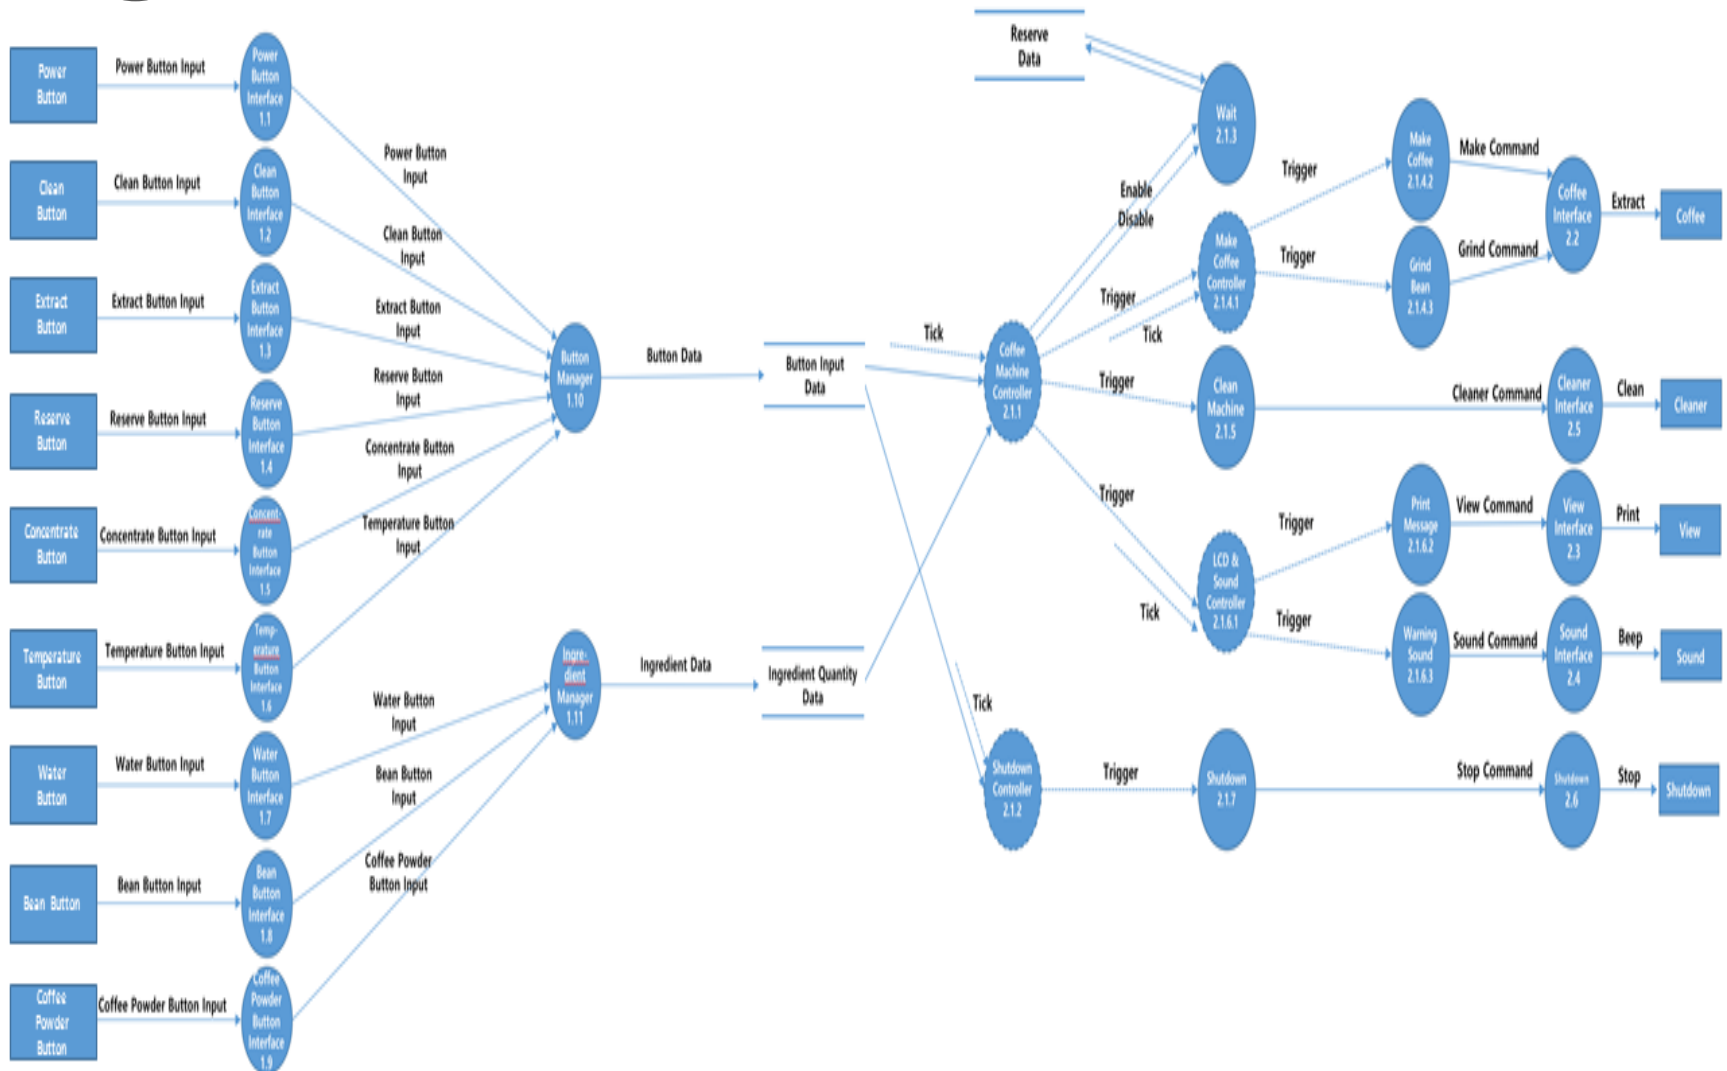 Power
Button
Power Button Input
Power
Button
Interface
1.1
Clean
Button
Clean Button Input
Clean
Button
Interface
1.2
Extract
Button
Extract Button Input
Extract
Button
Interface
1.3
Reserve
Button
Reserve Button Input
Reserve
Button
Interface
1.4
Concentrate
Button
Concentrate Button Input
Concent-
rate
Button
Interface
1.5
Temperature
Button
Temperature Button Input
Temp-
erature
Button
Interface
1.6
Water
Button
Water Button Input
Water
Button
Interface
1.7
Bean Button
Bean Button Input
Bean
Button
Interface
1.8
Coffee
Powder
Button
Coffee Powder Button Input
Coffee
Powder
Button
Interface
1.9
Power Button
Input
Clean Button
Input
Extract Button
Input
Reserve Button
Input
Concentrate Button
Input
Temperature Button
Input
Water Button
Input
Bean Button
Input
Coffee Powder
Button Input
Button
Manager
1.10
Button Data
Button Input
Data
Ingre-
dient
Manager
1.11
Ingredient Data
Ingredient Quantity
Data
Reserve
Data
Tick
Coffee
Machine
Controller
2.1.1
Tick
Shutdown
Controller
2.1.2
Enable
Disable
Trigger
Tick
Trigger
Trigger
Tick
Trigger
Wait
2.1.3
Make
Coffee
Controller
2.1.4.1
Clean
Machine
2.1.5
LCD &
Sound
Controller
2.1.6.1
Shutdown
2.1.7
Trigger
Trigger
Trigger
Trigger
Make
Coffee
2.1.4.2
Grind
Bean
2.1.4.3
Print
Message
2.1.6.2
Warning
Sound
2.1.6.3
Make Command
Grind Command
Cleaner Command
View Command
Sound Command
Stop Command
Coffee
Interface
2.2
Cleaner
Interface
2.5
View
Interface
2.3
Sound
Interface
2.4
Shutdown
2.6
Extract
Clean
Print
Beep
Stop
Coffee
Cleaner
View
Sound
Shutdown